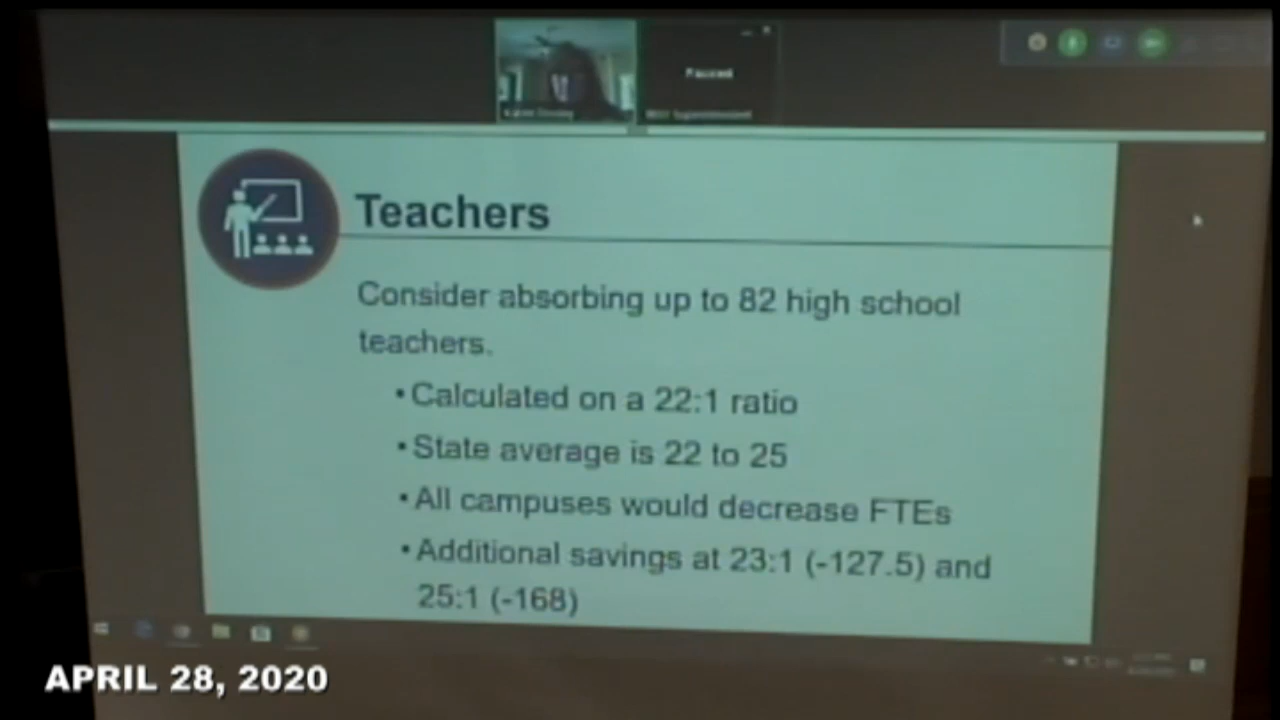 Paused
Teachers
Consider absorbing up to 82 high school
teachers.
•Calculated on a 22:1 ratio
•State average is 22 to 25
•All campuses would decrease FTEs
•Additional savings at 23:1 (-127.5) and
25:1 (-168)
APRIL 28, 2020